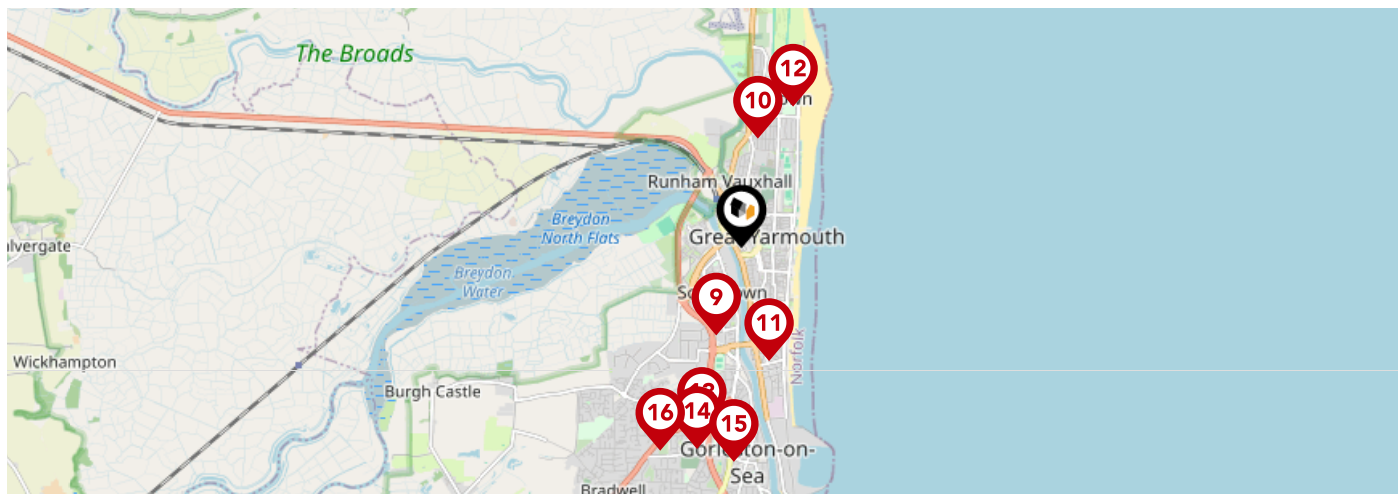 The Broads
12
10
Runham Vauxhall
Breydon
North Flats
Great Yarmouth
alvergate
Breydon
Water
9
11
Norfolk
Wickhampton
Burgh Castle
16
14
15
Gorleston-on-
Sea
Bradwell